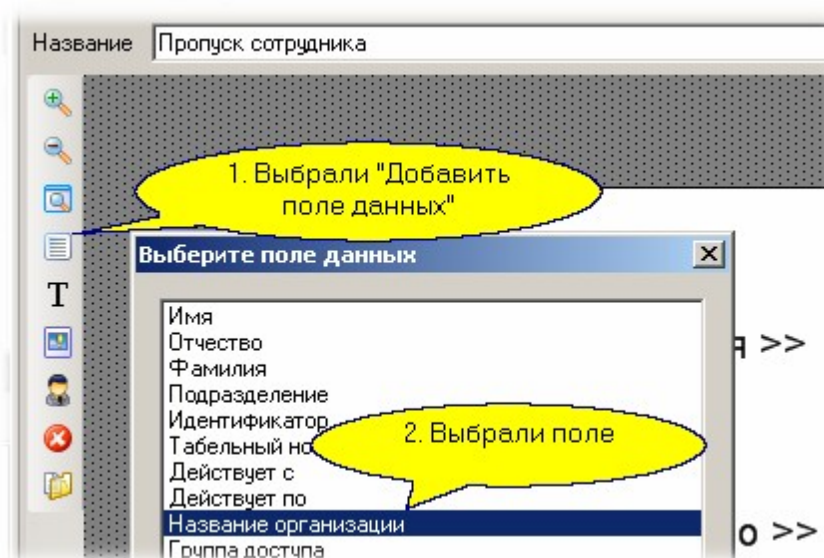 Название Пропуск сотрудника
1. Выбрали "Добавить
поле данных"
Выберите поле данных
T
Имя
Отчество
я >>
Фамилия
Подразделение
Идентификатор
Табельный но
2. Выбрали поле
Действует с
Действует по
Название организации
о >>
Группа доступа